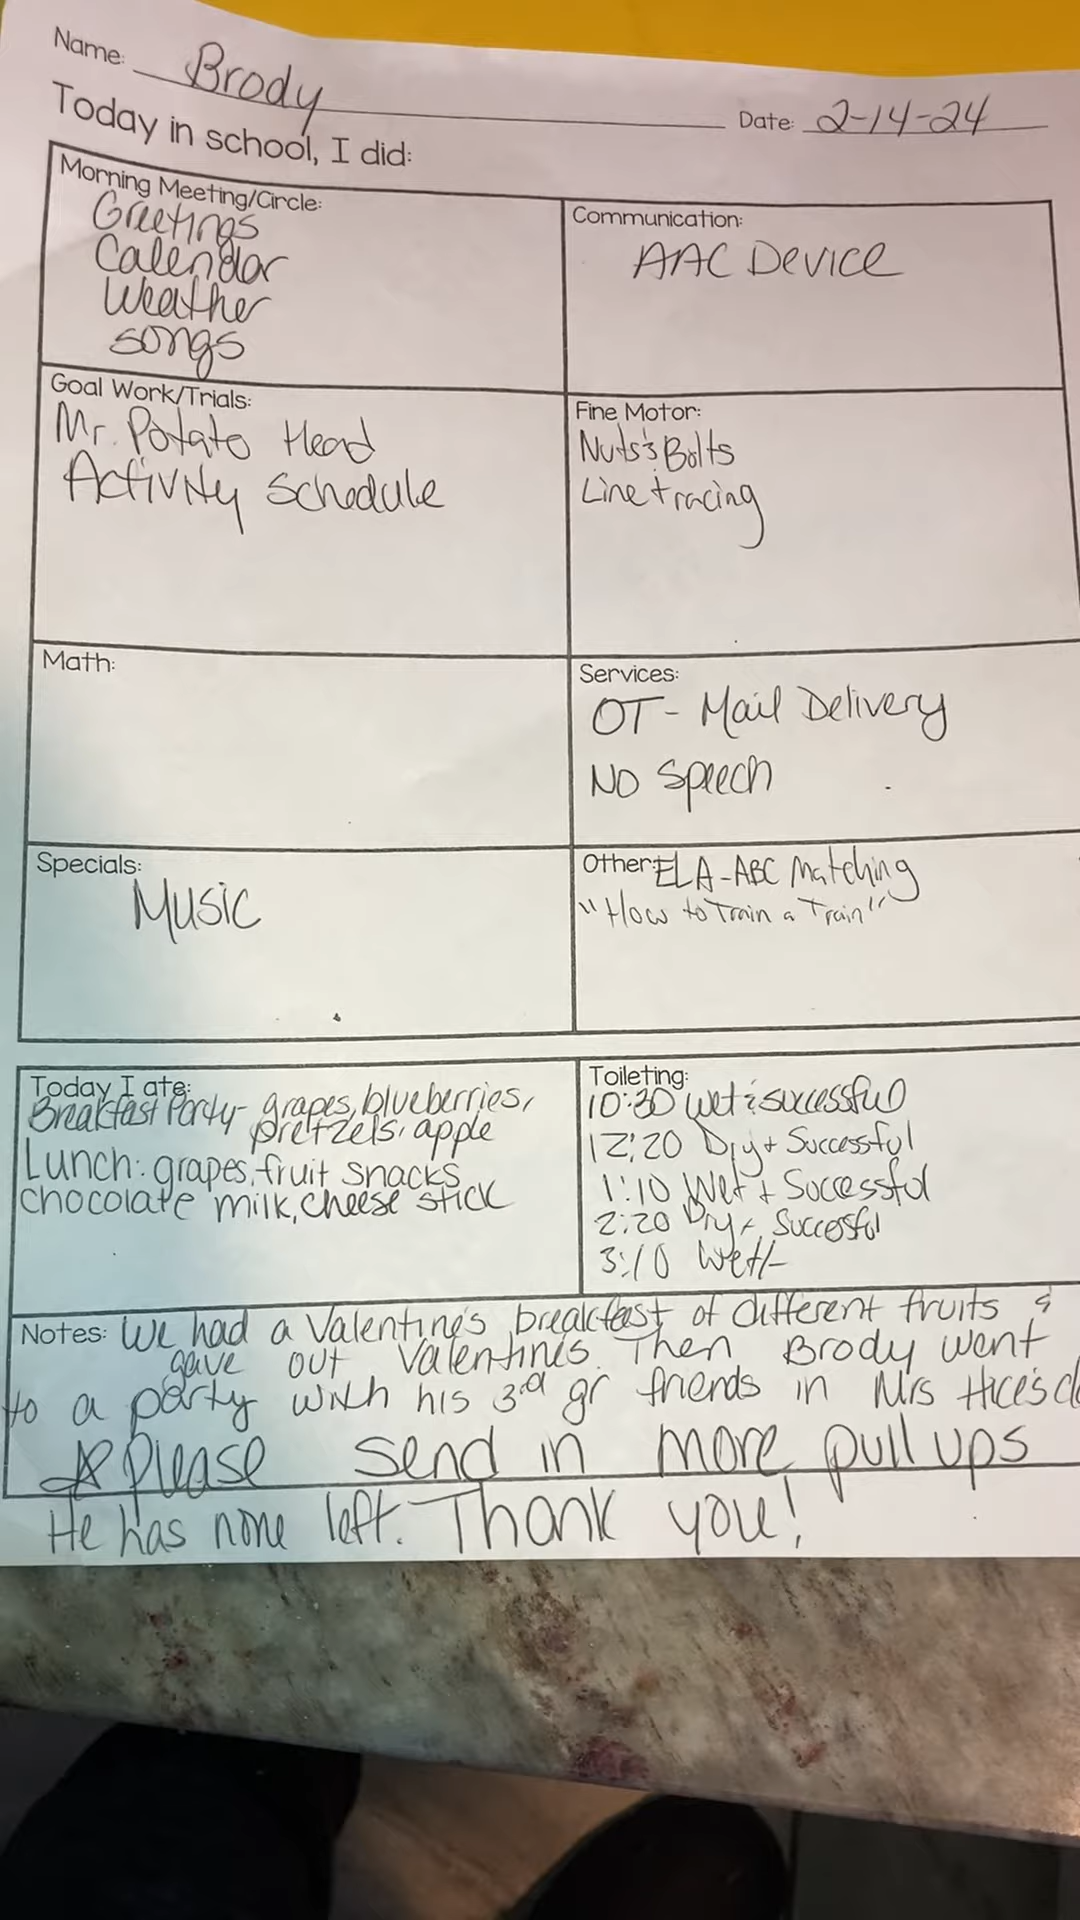 Name: Brody
Date: 2-14-24
Today in school, I did:
Morning Meeting/Circle:
Greetings
Calendar
Weather
songs
Communication:
AAC Device
Goal Work/Trials:
Mr. Potato Head
Activity Schedule
Fine Motor:
Nuts & Bolts
Line tracing
Math:
Services:
OT - Mail Delivery
No Speech
Specials:
Music
Other: ELA - ABC Matching
"How to Train a Train"
Today I ate:
Breakfast Party - grapes, blueberries,
pretzels, apple
Lunch: grapes, fruit snacks
chocolate milk, cheese stick
Toileting:
10:30 Wet & successful
12:20 Dry + Successful
1:10 Wet + Successful
2:20 Dry +, Successful
3:10 Wet/-
Notes: We had a Valentine's breakfast of different fruits &
gave out Valentines. Then Brody went
to a party with his 3rd gr friends in Mrs Hice's
Please send in more pull ups
He has none left. Thank you!